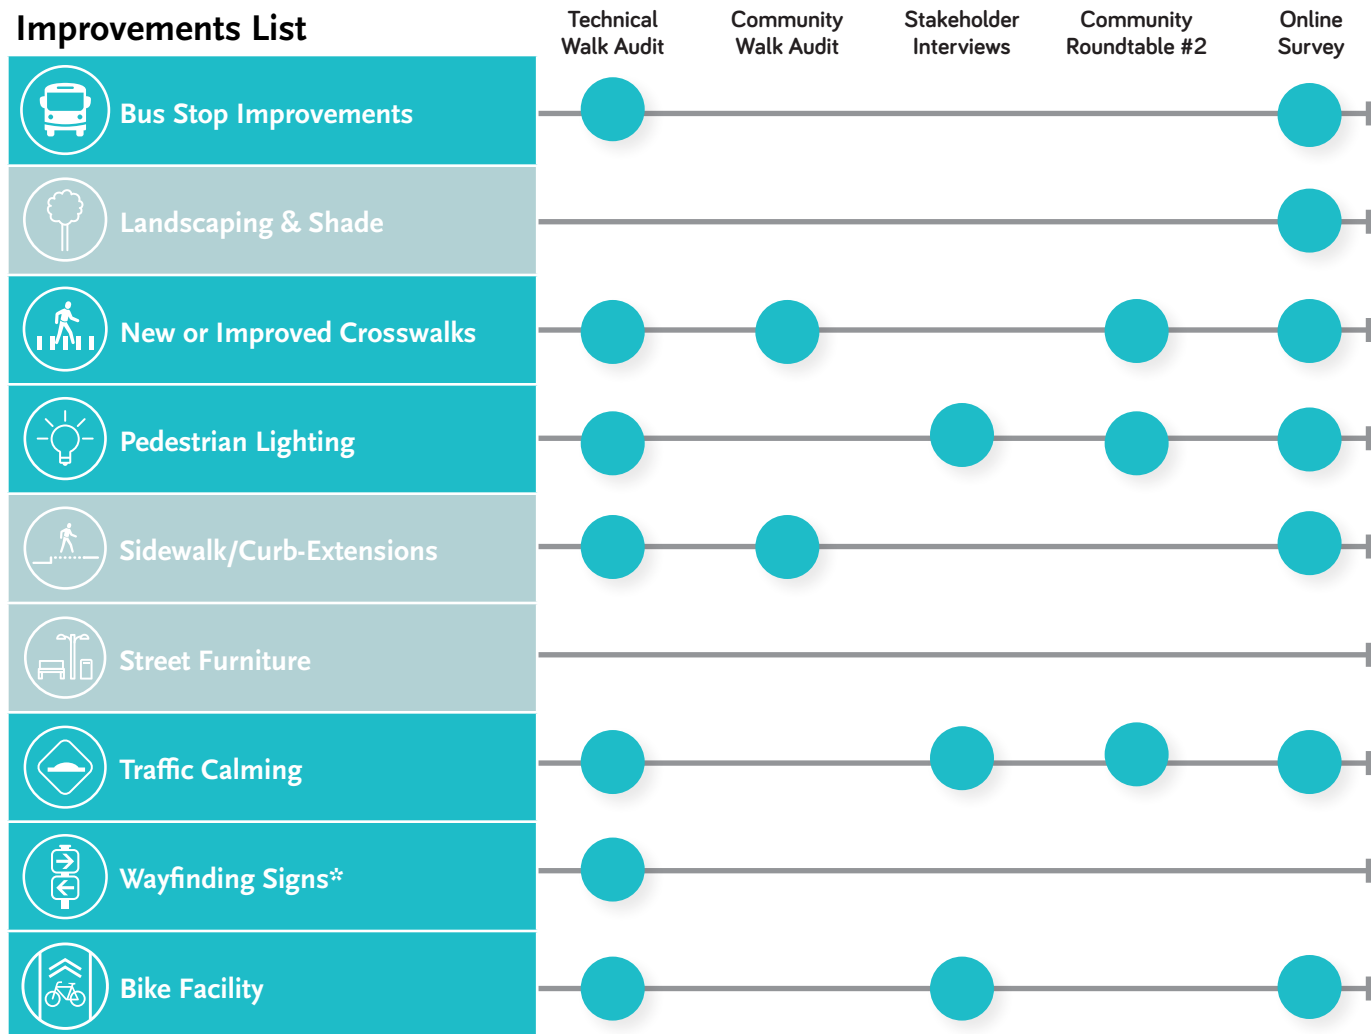 Improvements List
Technical
Walk Audit
Community
Walk Audit
Stakeholder
Interviews
Community
Roundtable #2
Online
Survey
Bus Stop Improvements
Landscaping & Shade
New or Improved Crosswalks
Pedestrian Lighting
Sidewalk/Curb-Extensions
Street Furniture
Traffic Calming
Wayfinding Signs*
Bike Facility